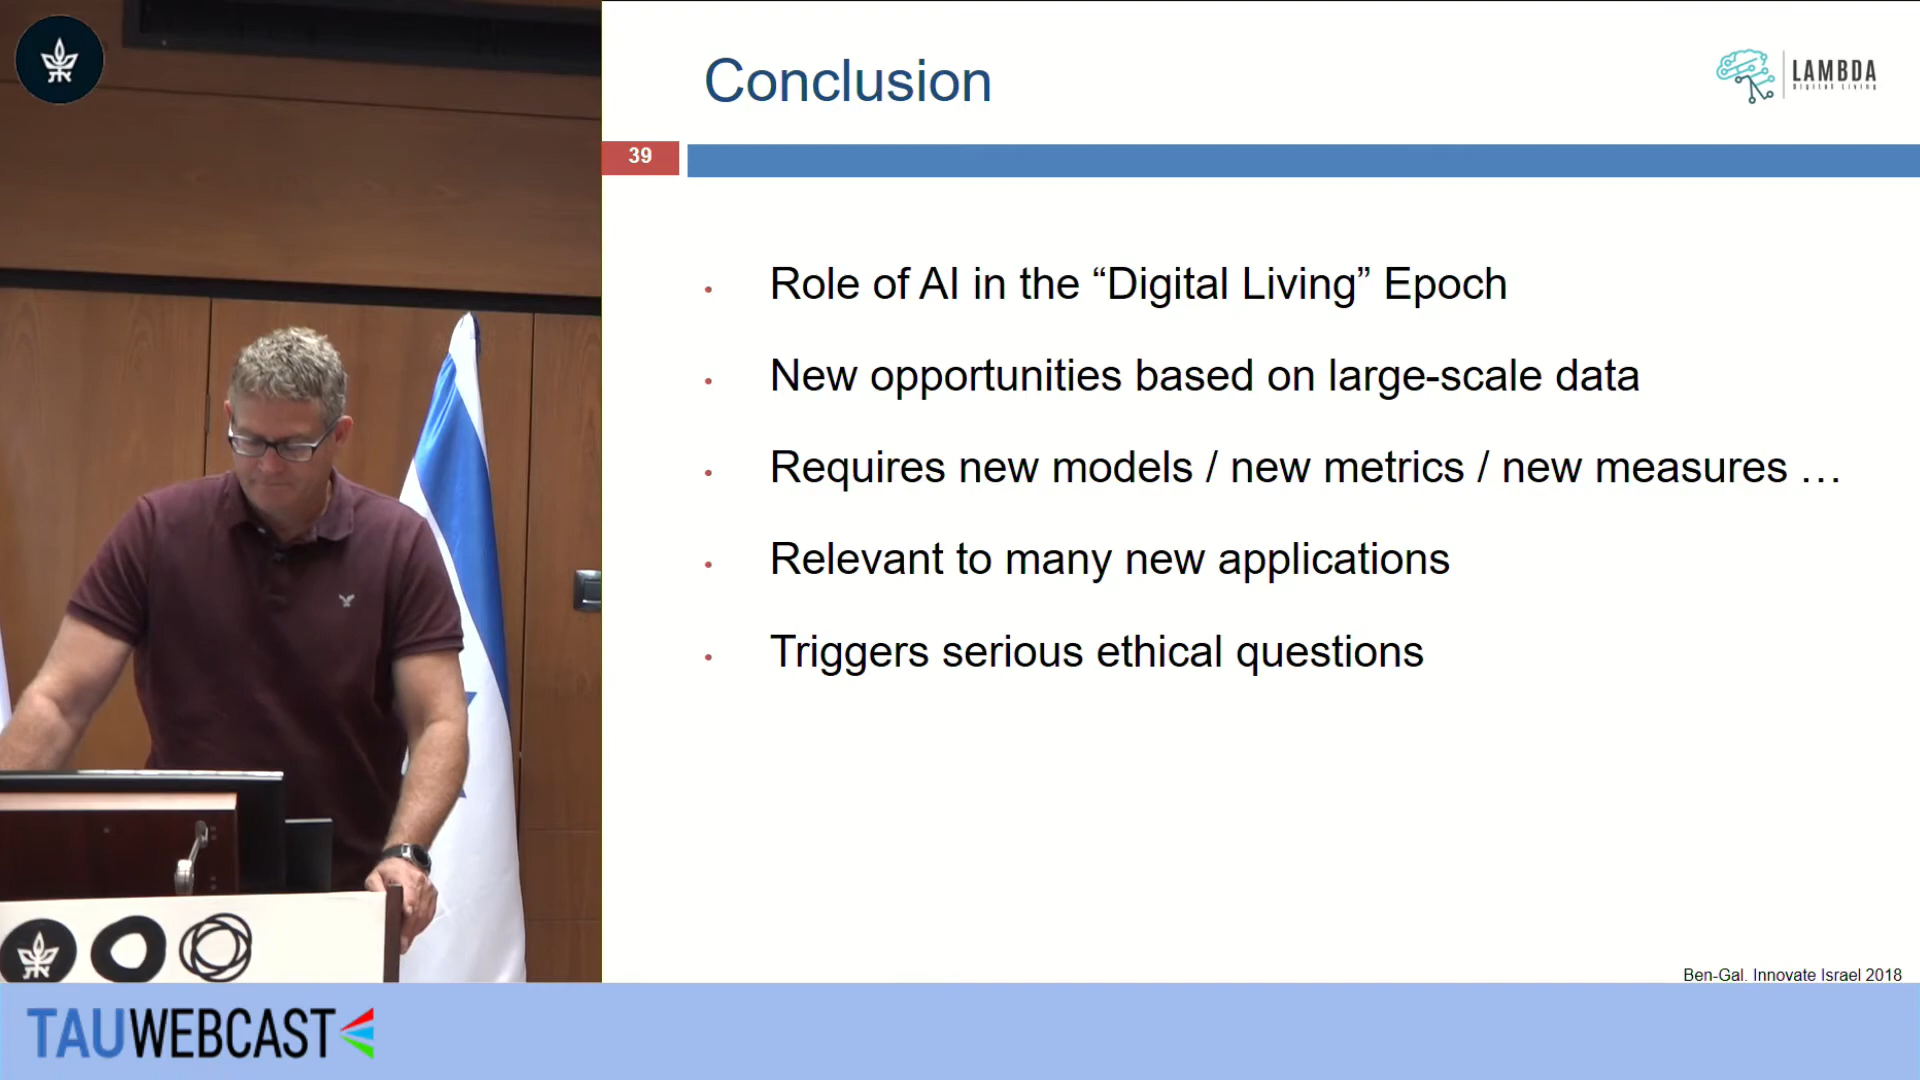 Conclusion
LAMBDA
Digital Living
39
• Role of AI in the “Digital Living” Epoch
• New opportunities based on large-scale data
• Requires new models / new metrics / new measures …
• Relevant to many new applications
• Triggers serious ethical questions
Ben-Gal. Innovate Israel 2018
TAUWEBCAST